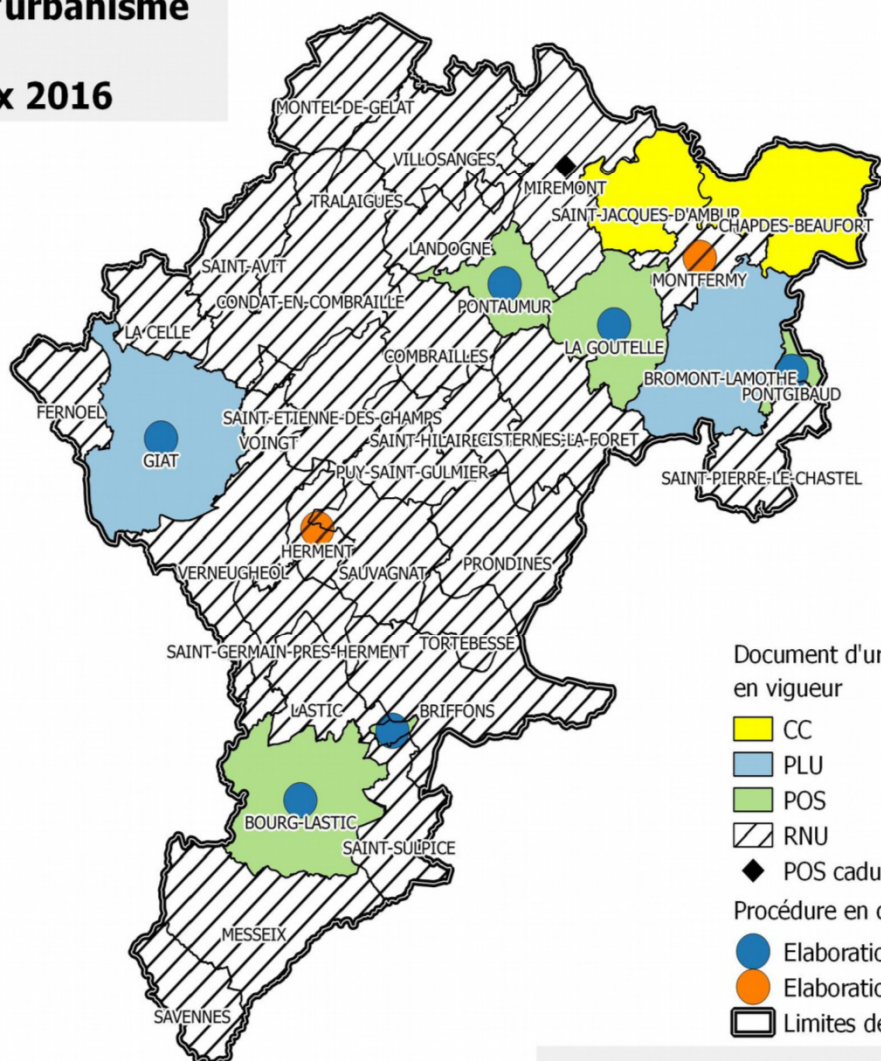 'urbanisme
x 2016
MONTEL-DE-GELAT
VILLOSANGES
MIREMONT
TRALAIGUES
SAINT-JACQUES-D'AMBUR
CHAPDES-BEAUFORT
LANDOGNE
SAINT-AVIT
MONTFERMY
CONDAT-EN-COMBRAILLE
PONTAUMUR
LA CELLE
LA GOUTELLE
COMBRAILLES
BROMONT-LAMOTHE
PONTGIBAUD
FERNOEL
SAINT-ETIENNE-DES-CHAMPS
VOINGT
SAINT-HILAIRE
CISTERNES-LA-FORET
GIAT
PUY-SAINT-GULMIER
SAINT-PIERRE-LE-CHASTEL
HERMENT
VERNEUGHEOL
SAUVAGNAT
PRONDINES
SAINT-GERMAIN-PRES-HERMENT
TORTEBESSE
LASTIC
BRIFFONS
BOURG-LASTIC
SAINT-SULPICE
MESSEIX
SAVENNES
Document d'ur
en vigueur
CC
PLU
POS
RNU
POS cadu
Procédure en c
Elaboratio
Elaboratio
Limites de